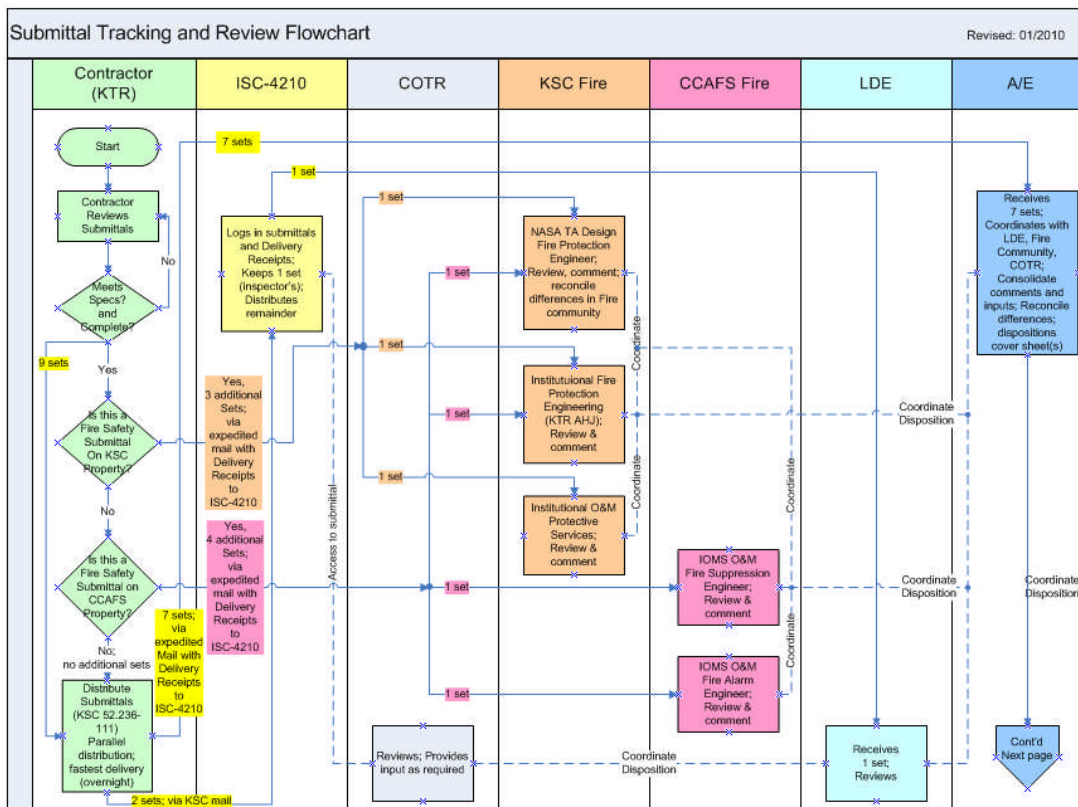 Submittal Tracking and Review Flowchart
Revised: 01/2010
Contractor
(KTR)
ISC-4210
COTR
KSC Fire
CCAFS Fire
LDE
A/E
Start
7 sets
1 set
Contractor
Reviews
Submittals
No
Meets
Specs?
and
Complete?
9 sets
Yes
Is this a
Fire Safety
Submittal
On KSC
Property?
No
Is this a
Fire Safety
Submittal on
CCAFS
Property?
No;
no additional sets
Distribute
Submittals
(KSC 52.236-
111)
Parallel
distribution;
fastest delivery
(overnight)
2 sets; via KSC mail
7 sets;
via
expedited
Mail with
Delivery
Receipts
to
ISC-4210
Logs in submittals
and Delivery
Receipts;
Keeps 1 set
(inspector's);
Distributes
remainder
Yes,
3 additional
Sets;
via
expedited
mail with
Delivery
Receipts
to
ISC-4210
Yes,
4 additional
Sets;
via
expedited
mail with
Delivery
Receipts
to
ISC-4210
Access to submittal
1 set
1 set
1 set
1 set
1 set
1 set
1 set
Reviews; Provides
input as required
NASA TA Design
Fire Protection
Engineer;
Review, comment;
reconcile
differences in Fire
community
Instituiional Fire
Protection
Engineering
(KTR AHJ);
Review &
comment
Institutional O&M
Protective
Services;
Review &
comment
Coordinate
Coordinate
IOMS O&M
Fire Suppression
Engineer;
Review &
comment
IOMS O&M
Fire Alarm
Engineer;
Review &
comment
Coordinate
Coordinate
Coordinate
Disposition
Receives
1 set;
Reviews
Coordinate
Disposition
Coordinate
Disposition
Receives
7 sets;
Coordinates with
LDE, Fire
Community,
COTR;
Consolidate
comments and
inputs; Reconcile
differences;
dispositions
cover sheet(s)
Coordinate
Disposition
Cont'd
Next page